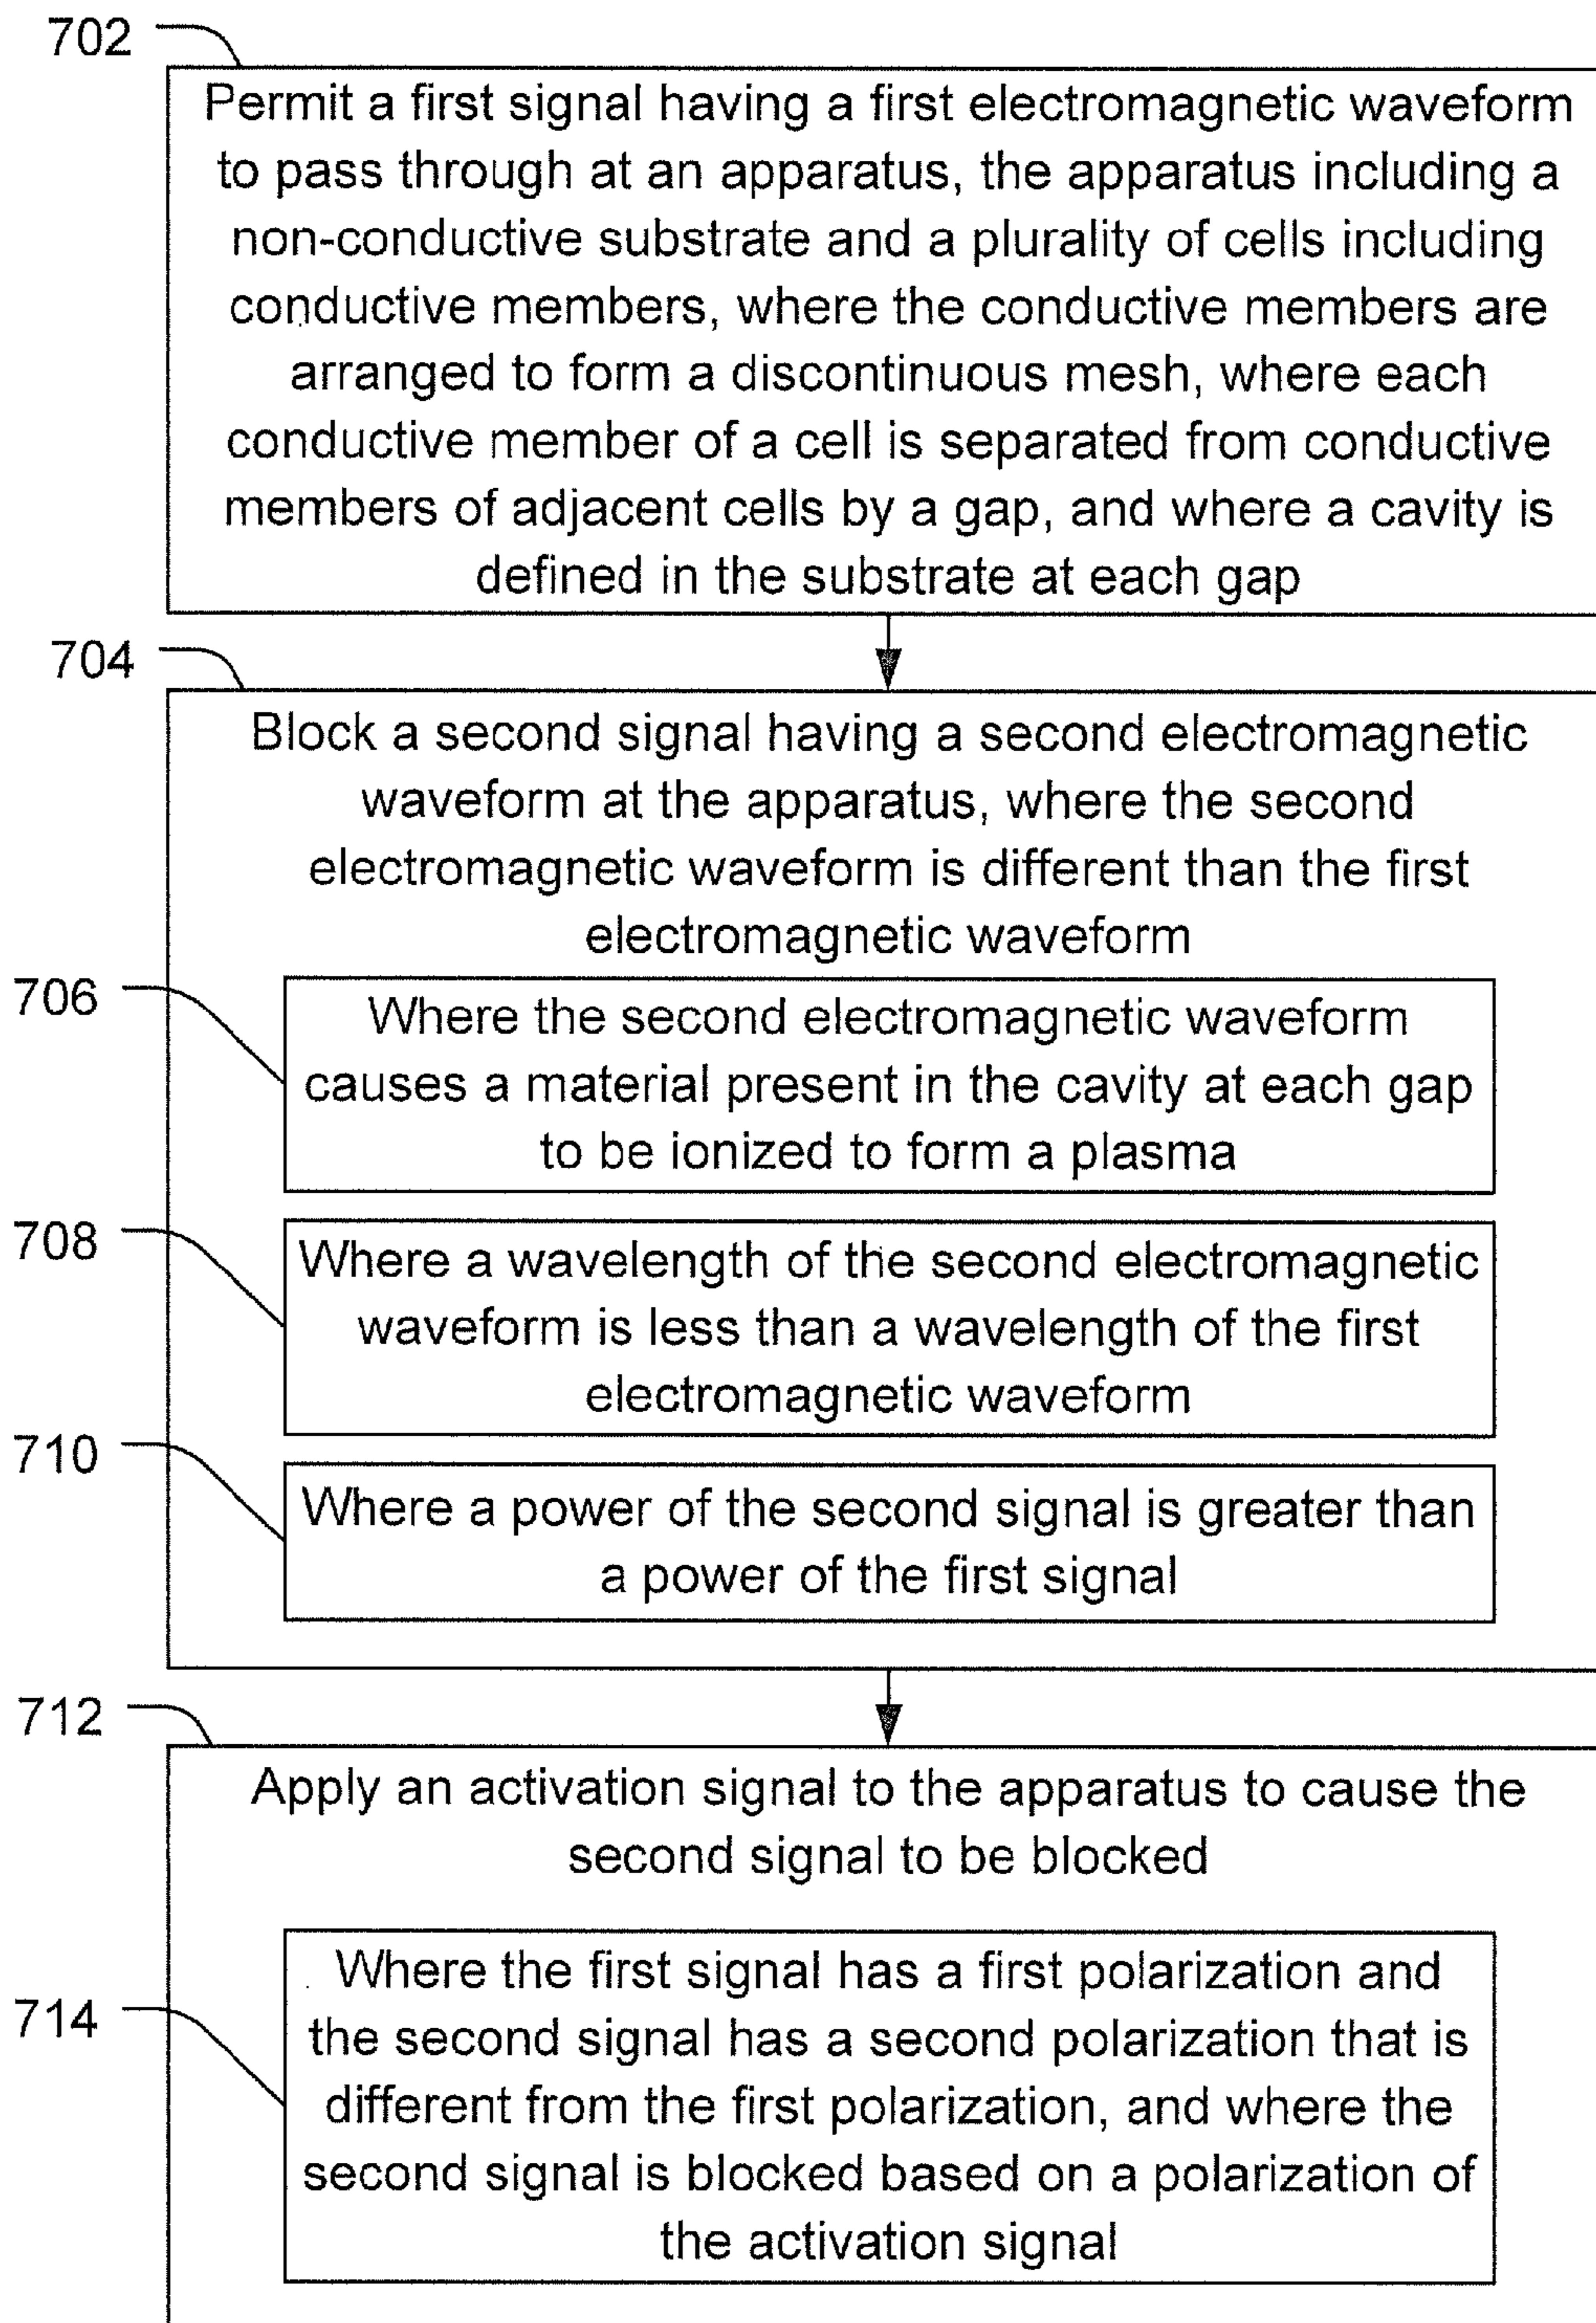 702
Permit a first signal having a first electromagnetic waveform
to pass through at an apparatus, the apparatus including a
non-conductive substrate and a plurality of cells including
conductive members, where the conductive members are
arranged to form a discontinuous mesh, where each
conductive member of a cell is separated from conductive
members of adjacent cells by a gap, and where a cavity is
defined in the substrate at each gap
704
Block a second signal having a second electromagnetic
waveform at the apparatus, where the second
electromagnetic waveform is different than the first
electromagnetic waveform
706
Where the second electromagnetic waveform
causes a material present in the cavity at each gap
to be ionized to form a plasma
708
Where a wavelength of the second electromagnetic
waveform is less than a wavelength of the first
electromagnetic waveform
710
Where a power of the second signal is greater than
a power of the first signal
712
Apply an activation signal to the apparatus to cause the
second signal to be blocked
714
Where the first signal has a first polarization and
the second signal has a second polarization that is
different from the first polarization, and where the
second signal is blocked based on a polarization of
the activation signal